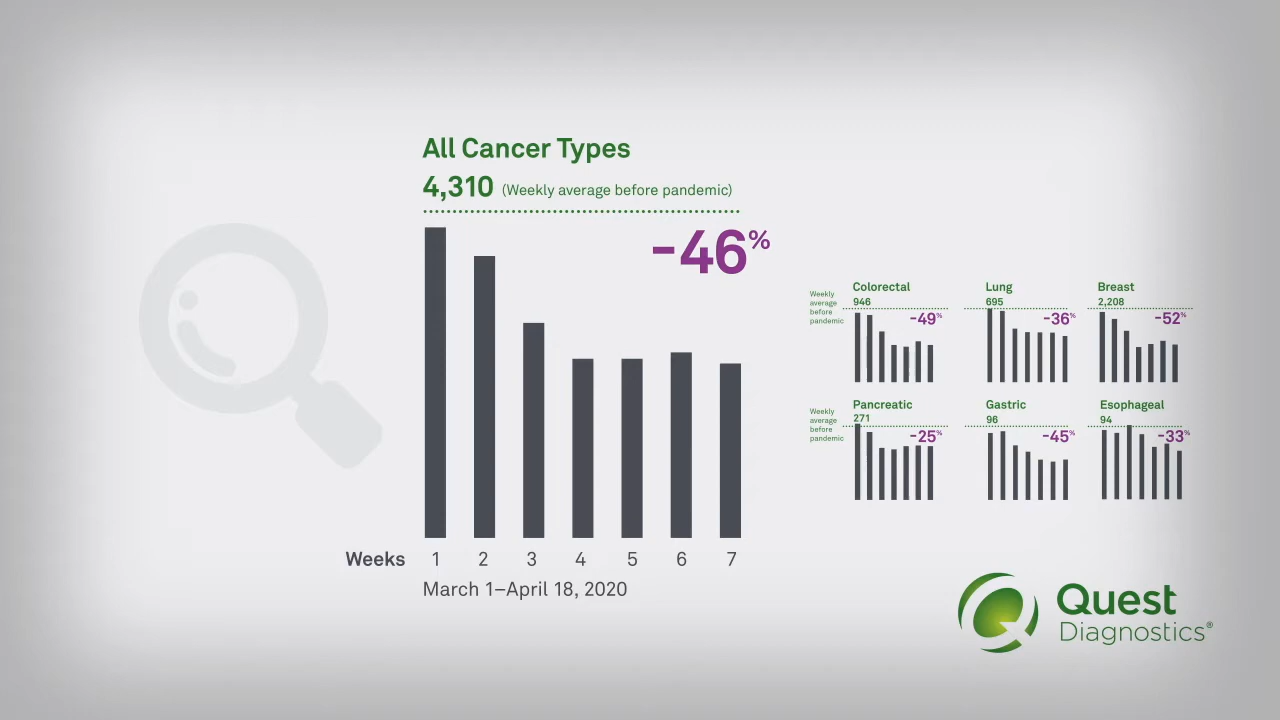 All Cancer Types
4,310 (Weekly average before pandemic)
-46%
Weeks 1 2 3 4 5 6 7
March 1–April 18, 2020
Weekly
average
before
pandemic
Colorectal
946
-49%
Lung
695
-36%
Breast
2,208
-52%
Weekly
average
before
pandemic
Pancreatic
271
-25%
Gastric
96
-45%
Esophageal
94
-33%
Quest
Diagnostics®